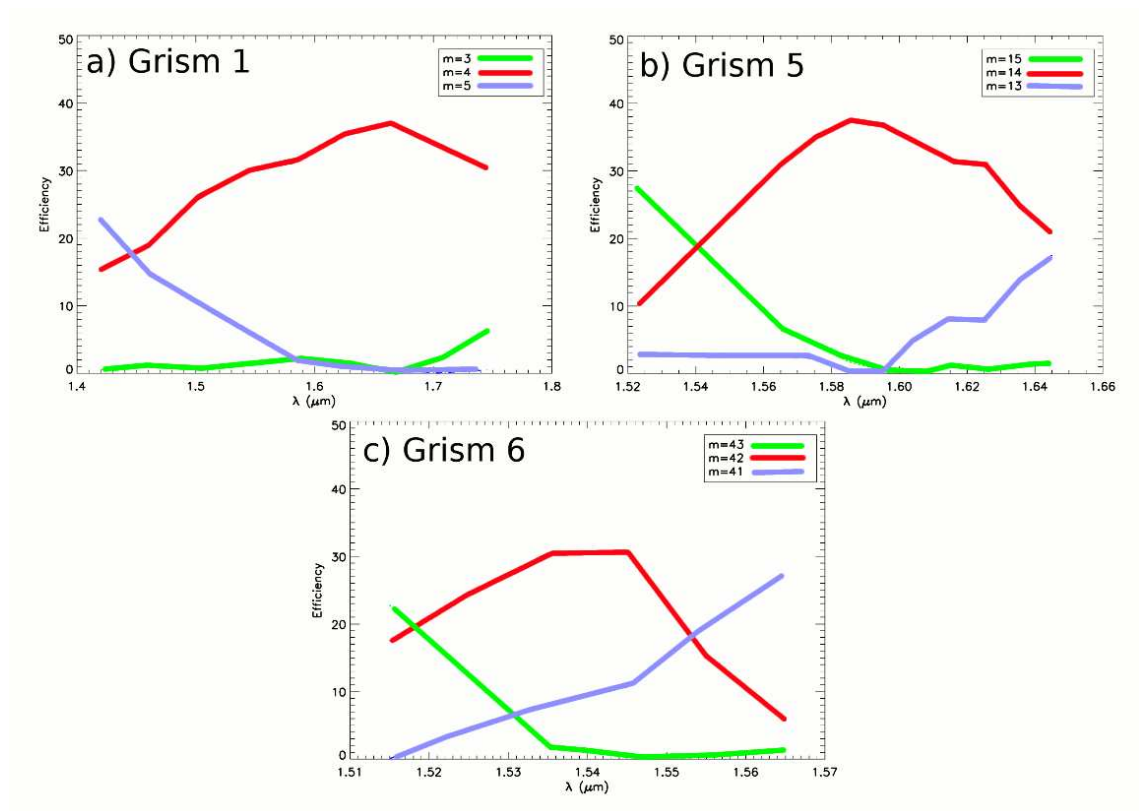 a) Grism 1
m=3
m=4
m=5
50
40
30
20
10
0
Efficiency
1.4
1.5
1.6
1.7
1.8
λ (μm)
b) Grism 5
m=15
m=14
m=13
50
40
30
20
10
0
Efficiency
1.52
1.54
1.56
1.58
1.60
1.62
1.64
1.66
λ (μm)
c) Grism 6
m=43
m=42
m=41
50
40
30
20
10
0
Efficiency
1.51
1.52
1.53
1.54
1.55
1.56
1.57
λ (μm)